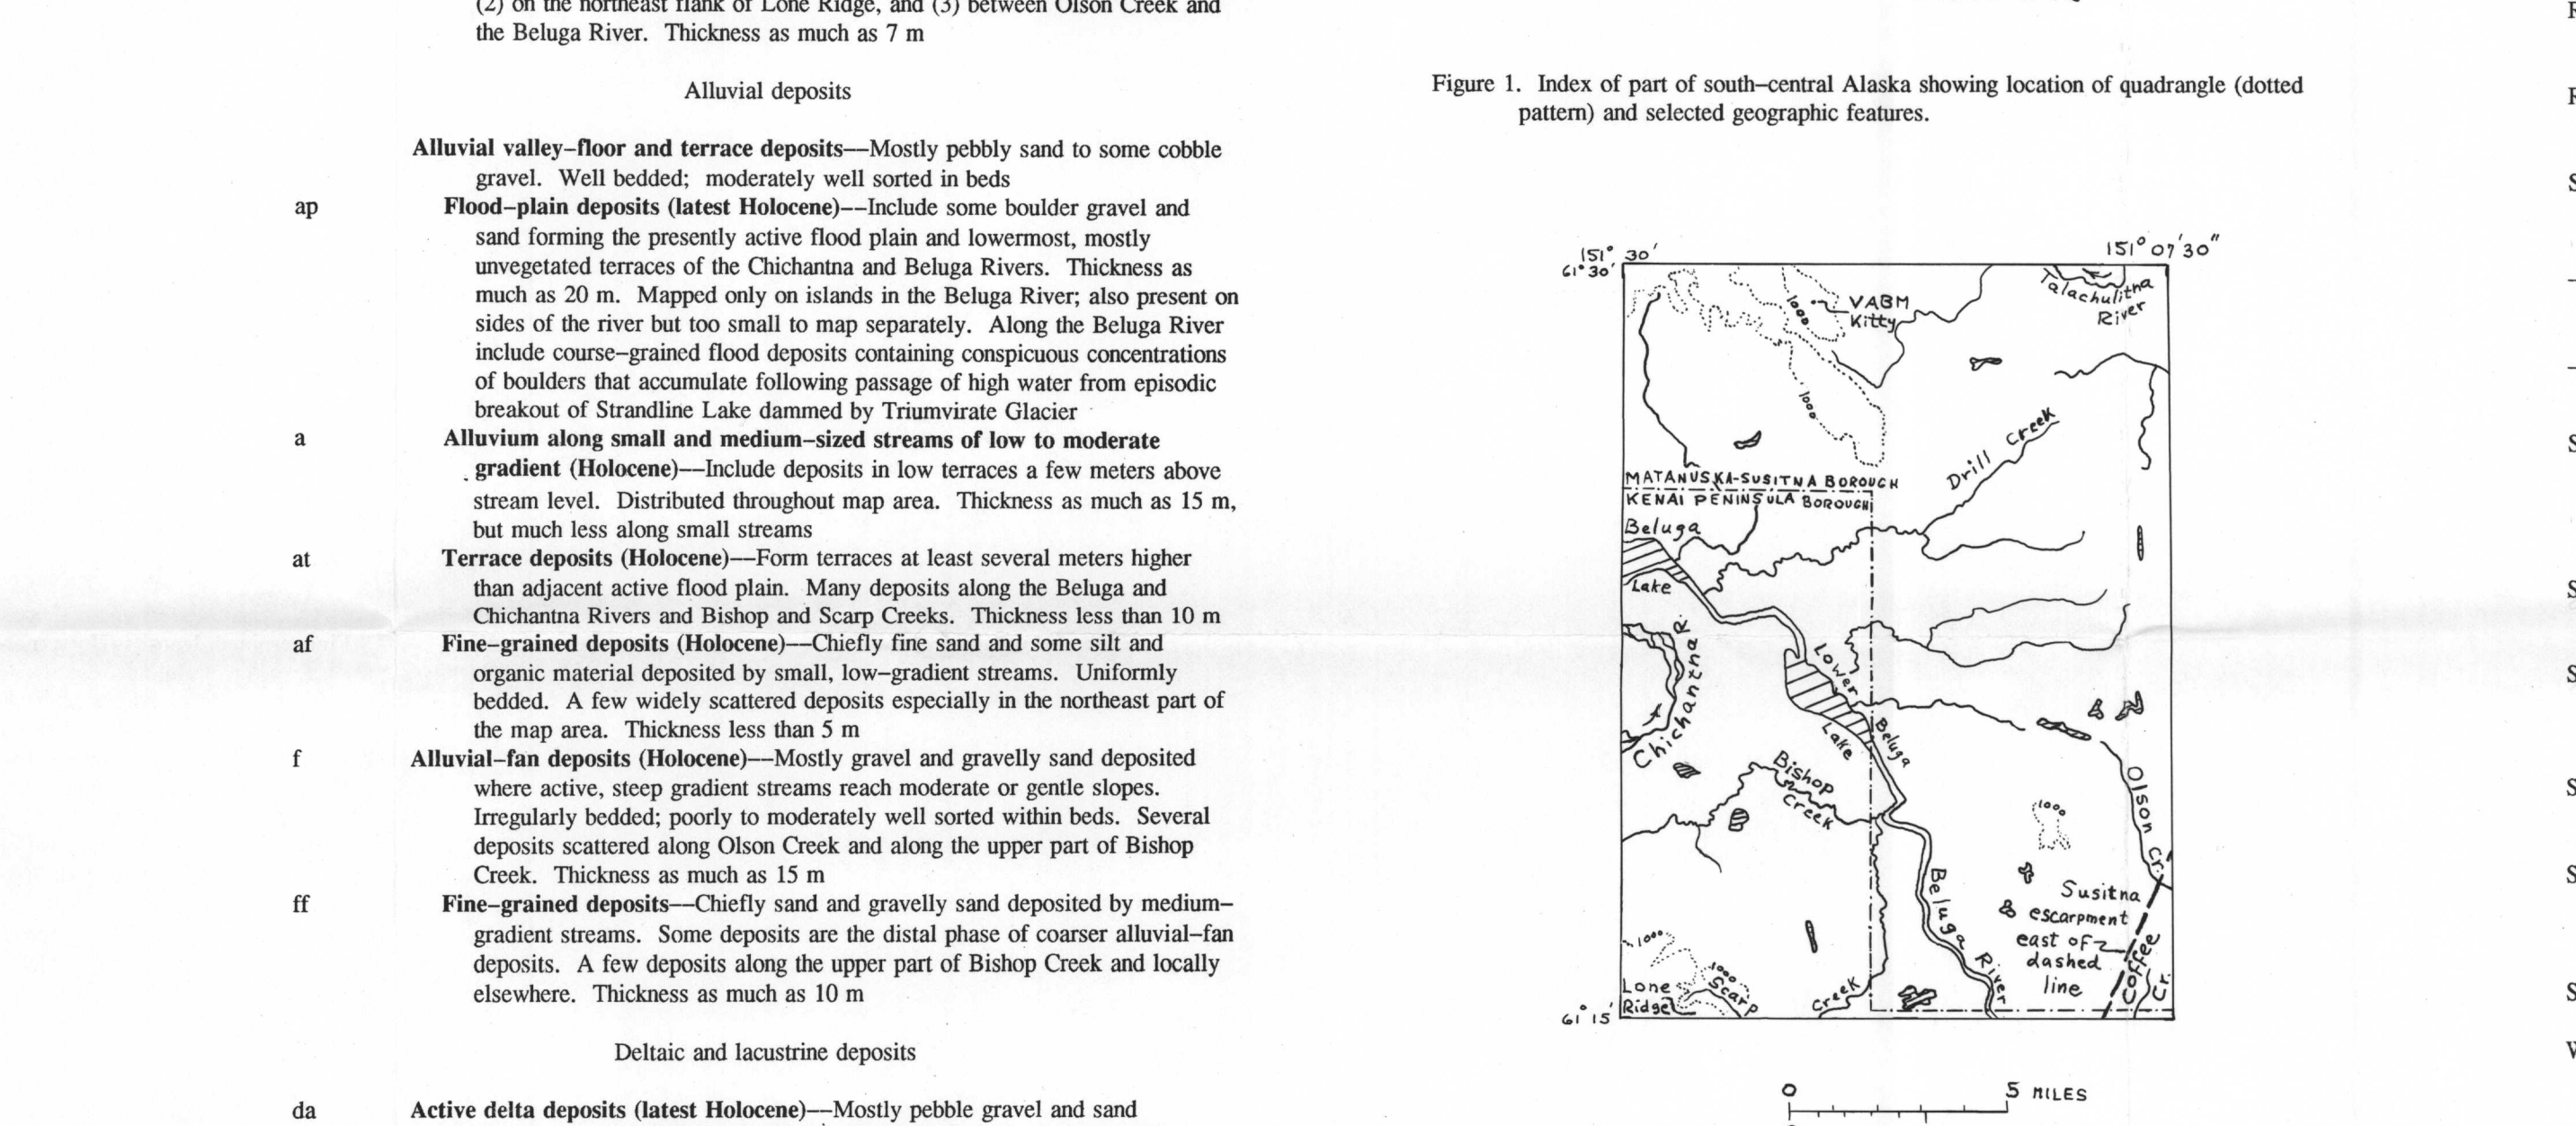 (2) on the northeast flank of Lone Ridge, and (3) between Olson Creek and
the Beluga River. Thickness as much as 7 m
Alluvial deposits
Alluvial valley–floor and terrace deposits—Mostly pebbly sand to some cobble
gravel. Well bedded; moderately well sorted in beds
ap Flood–plain deposits (latest Holocene)—Include some boulder gravel and
sand forming the presently active flood plain and lowermost, mostly
unvegetated terraces of the Chichantna and Beluga Rivers. Thickness as
much as 20 m. Mapped only on islands in the Beluga River; also present on
sides of the river but too small to map separately. Along the Beluga River
include course–grained flood deposits containing conspicuous concentrations
of boulders that accumulate following passage of high water from episodic
breakout of Strandline Lake dammed by Triumvirate Glacier
a Alluvium along small and medium–sized streams of low to moderate
gradient (Holocene)—Include deposits in low terraces a few meters above
stream level. Distributed throughout map area. Thickness as much as 15 m,
but much less along small streams
at Terrace deposits (Holocene)—Form terraces at least several meters higher
than adjacent active flood plain. Many deposits along the Beluga and
Chichantna Rivers and Bishop and Scarp Creeks. Thickness less than 10 m
af Fine–grained deposits (Holocene)—Chiefly fine sand and some silt and
organic material deposited by small, low–gradient streams. Uniformly
bedded. A few widely scattered deposits especially in the northeast part of
the map area. Thickness less than 5 m
f Alluvial–fan deposits (Holocene)—Mostly gravel and gravelly sand deposited
where active, steep gradient streams reach moderate or gentle slopes.
Irregularly bedded; poorly to moderately well sorted within beds. Several
deposits scattered along Olson Creek and along the upper part of Bishop
Creek. Thickness as much as 15 m
ff Fine–grained deposits—Chiefly sand and gravelly sand deposited by medium–
gradient streams. Some deposits are the distal phase of coarser alluvial–fan
deposits. A few deposits along the upper part of Bishop Creek and locally
elsewhere. Thickness as much as 10 m
Deltaic and lacustrine deposits
da Active delta deposits (latest Holocene)—Mostly pebble gravel and sand
Figure 1. Index of part of south–central Alaska showing location of quadrangle (dotted
pattern) and selected geographic features.
151° 30'
151° 07'30"
61° 30'
Talachulitna
River
VABM
Kitty
1000
1000
Drill Creek
MATANUSKA-SUSITNA BOROUGH
KENAI PENINSULA BOROUGH
Beluga
Lake
Chichantna R.
Lower
Beluga
Lake
Bishop
Creek
Olson Cr.
1000
Beluga River
Susitna
escarpment
east of
dashed
line
Coffee
Cr.
1000
1000
Lone
Ridge
Scarp
Creek
61° 15'
0
5 MILES